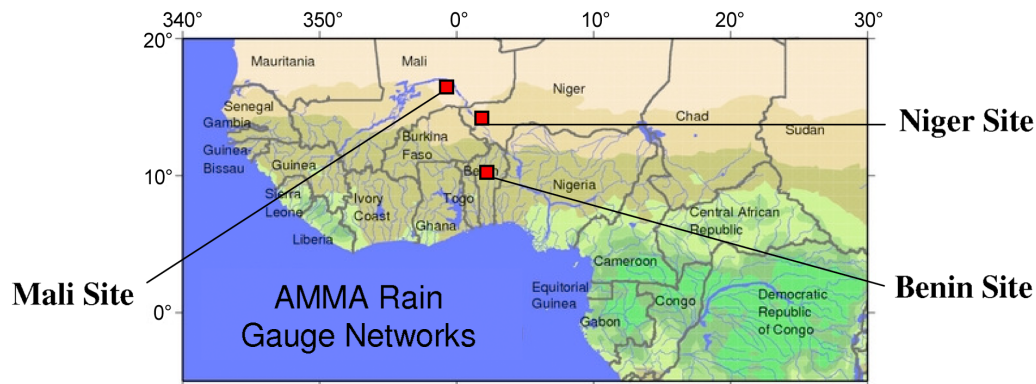 340° 350° 0° 10° 20° 30°
20°
Mauritania
Mali
Niger
Chad
Sudan
Senegal
Gambia
Burkina
Faso
Niger Site
Guinea
Bissau
Guinea
Benin
10°
Nigeria
Sierra
Leone
Ivory
Coast
Togo
Ghana
Liberia
Central African
Republic
Cameroon
Mali Site
Benin Site
AMMA Rain
Gauge Networks
Equitorial
Guinea
Congo
Democratic
Republic
of Congo
0°
Gabon